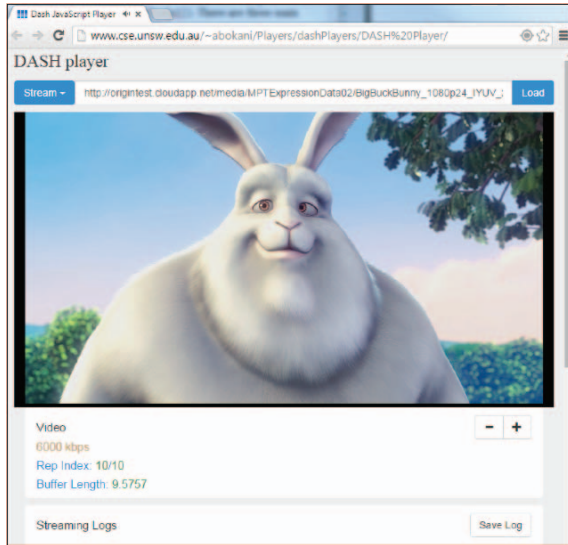 Dash JavaScript Player
www.cse.unsw.edu.au/~abokani/Players/dashPlayers/DASH%20Player/
DASH player
Stream
http://origintest.cloudapp.net/media/MPTExpressionData02/BigBuckBunny_1080p24_IYUV_
Load
Video
- +
6000 kbps
Rep Index: 10/10
Buffer Length: 9.5757
Streaming Logs
Save Log